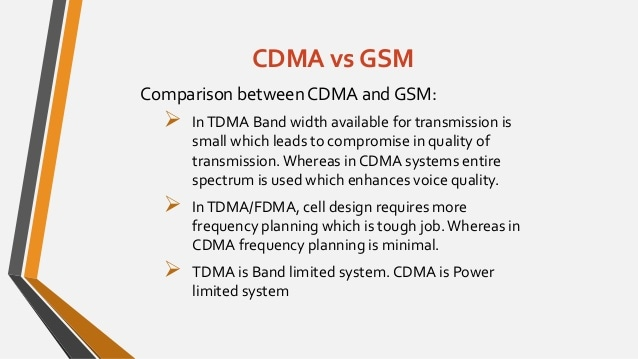 CDMA vs GSM
Comparison between CDMA and GSM:
In TDMA Band width available for transmission is
small which leads to compromise in quality of
transmission. Whereas in CDMA systems entire
spectrum is used which enhances voice quality.
In TDMA/FDMA, cell design requires more
frequency planning which is tough job. Whereas in
CDMA frequency planning is minimal.
TDMA is Band limited system. CDMA is Power
limited system